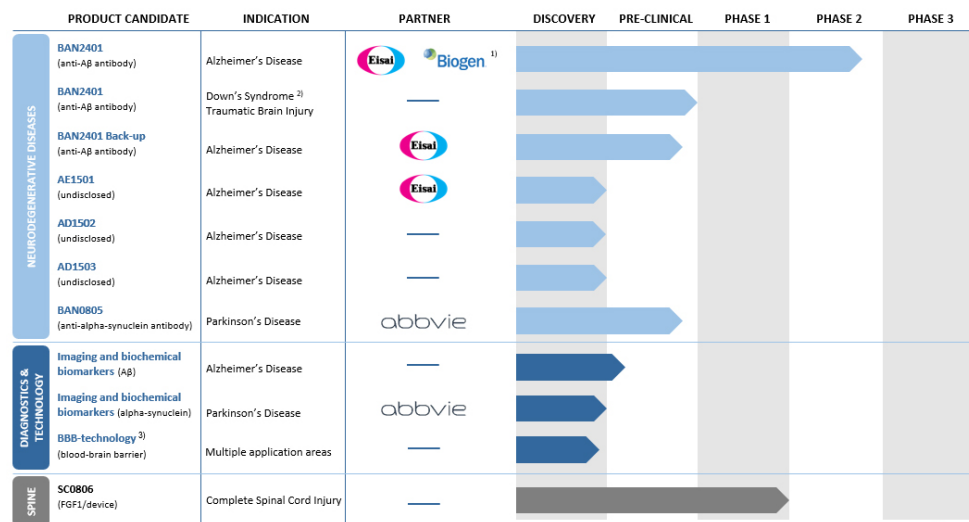 PRODUCT CANDIDATE INDICATION PARTNER DISCOVERY PRE-CLINICAL PHASE 1 PHASE 2 PHASE 3
NEURODEGENERATIVE DISEASES
BAN2401
(anti-Aβ antibody)
Alzheimer's Disease
Eisai
Biogen 1)
BAN2401
(anti-Aβ antibody)
Down's Syndrome 2)
Traumatic Brain Injury
BAN2401 Back-up
(anti-Aβ antibody)
Alzheimer's Disease
Eisai
AE1501
(undisclosed)
Alzheimer's Disease
Eisai
AD1502
(undisclosed)
Alzheimer's Disease
AD1503
(undisclosed)
Alzheimer's Disease
BAN0805
(anti-alpha-synuclein antibody)
Parkinson's Disease
abbvie
DIAGNOSTICS &
TECHNOLOGY
Imaging and biochemical
biomarkers (Aβ)
Alzheimer's Disease
Imaging and biochemical
biomarkers (alpha-synuclein)
Parkinson's Disease
abbvie
BBB-technology 3)
(blood-brain barrier)
Multiple application areas
SPINE
SC0806
(FGF1/device)
Complete Spinal Cord Injury